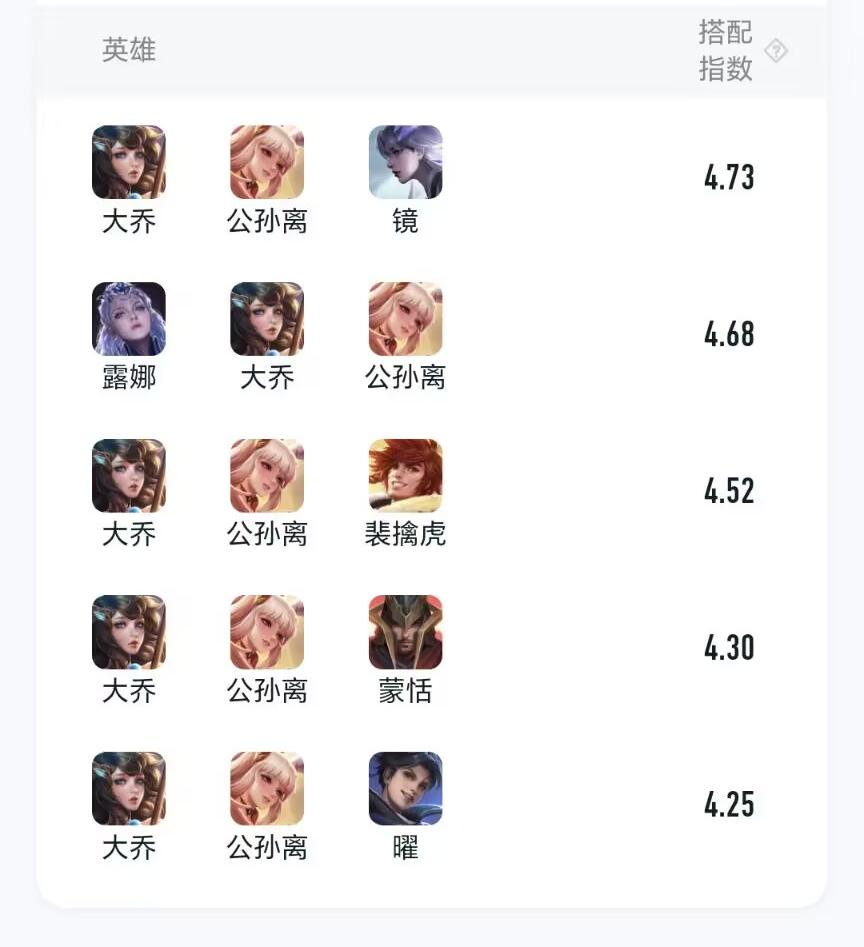 英雄
搭配
指数
大乔 公孙离 镜 4.73
露娜 大乔 公孙离 4.68
大乔 公孙离 裴擒虎 4.52
大乔 公孙离 蒙恬 4.30
大乔 公孙离 曜 4.25